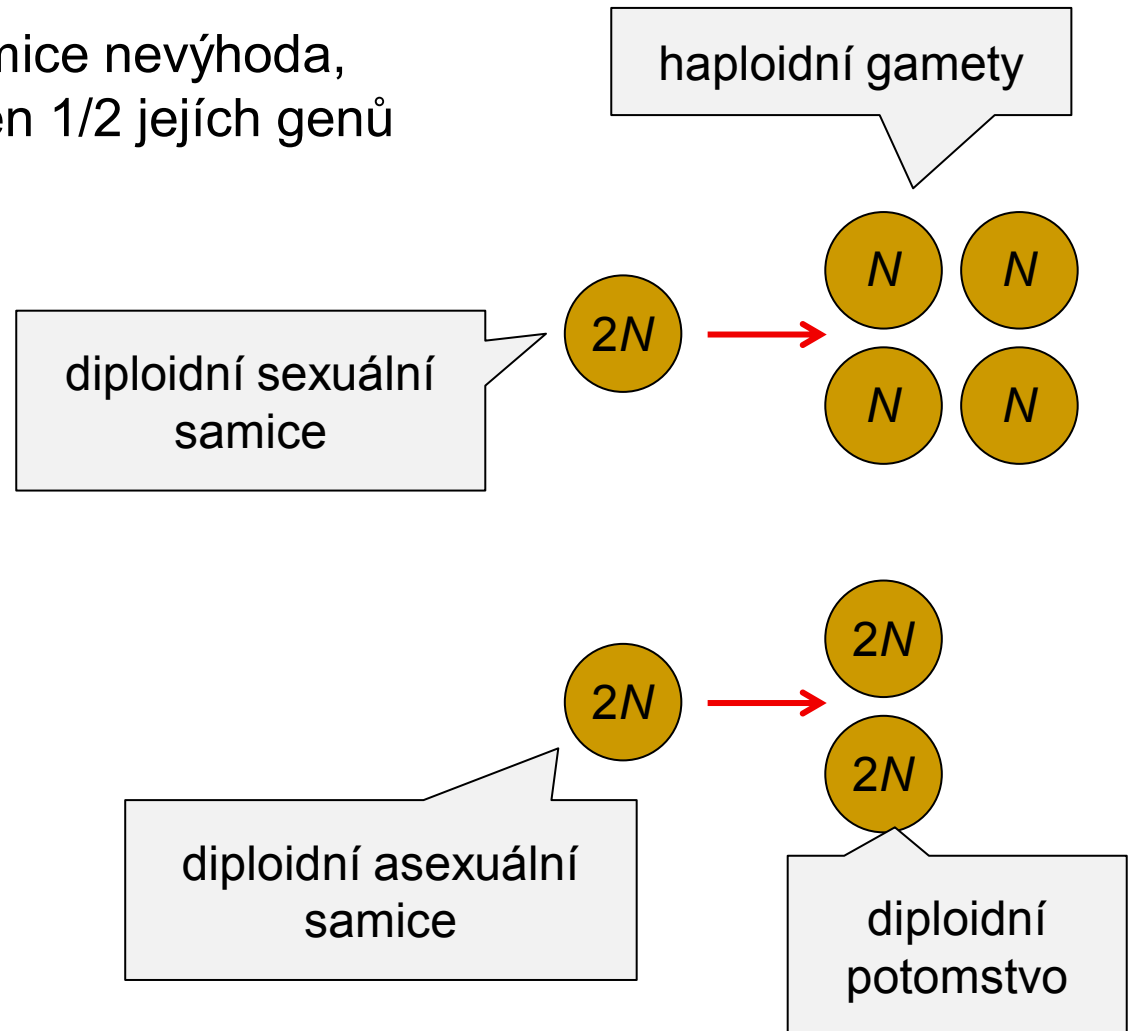 mice nevýhoda,
en 1/2 jejích genů
haploidní gamety
N N
2N
diploidní sexuální
samice
N N
2N
2N
2N
diploidní asexuální
samice
diploidní
potomstvo